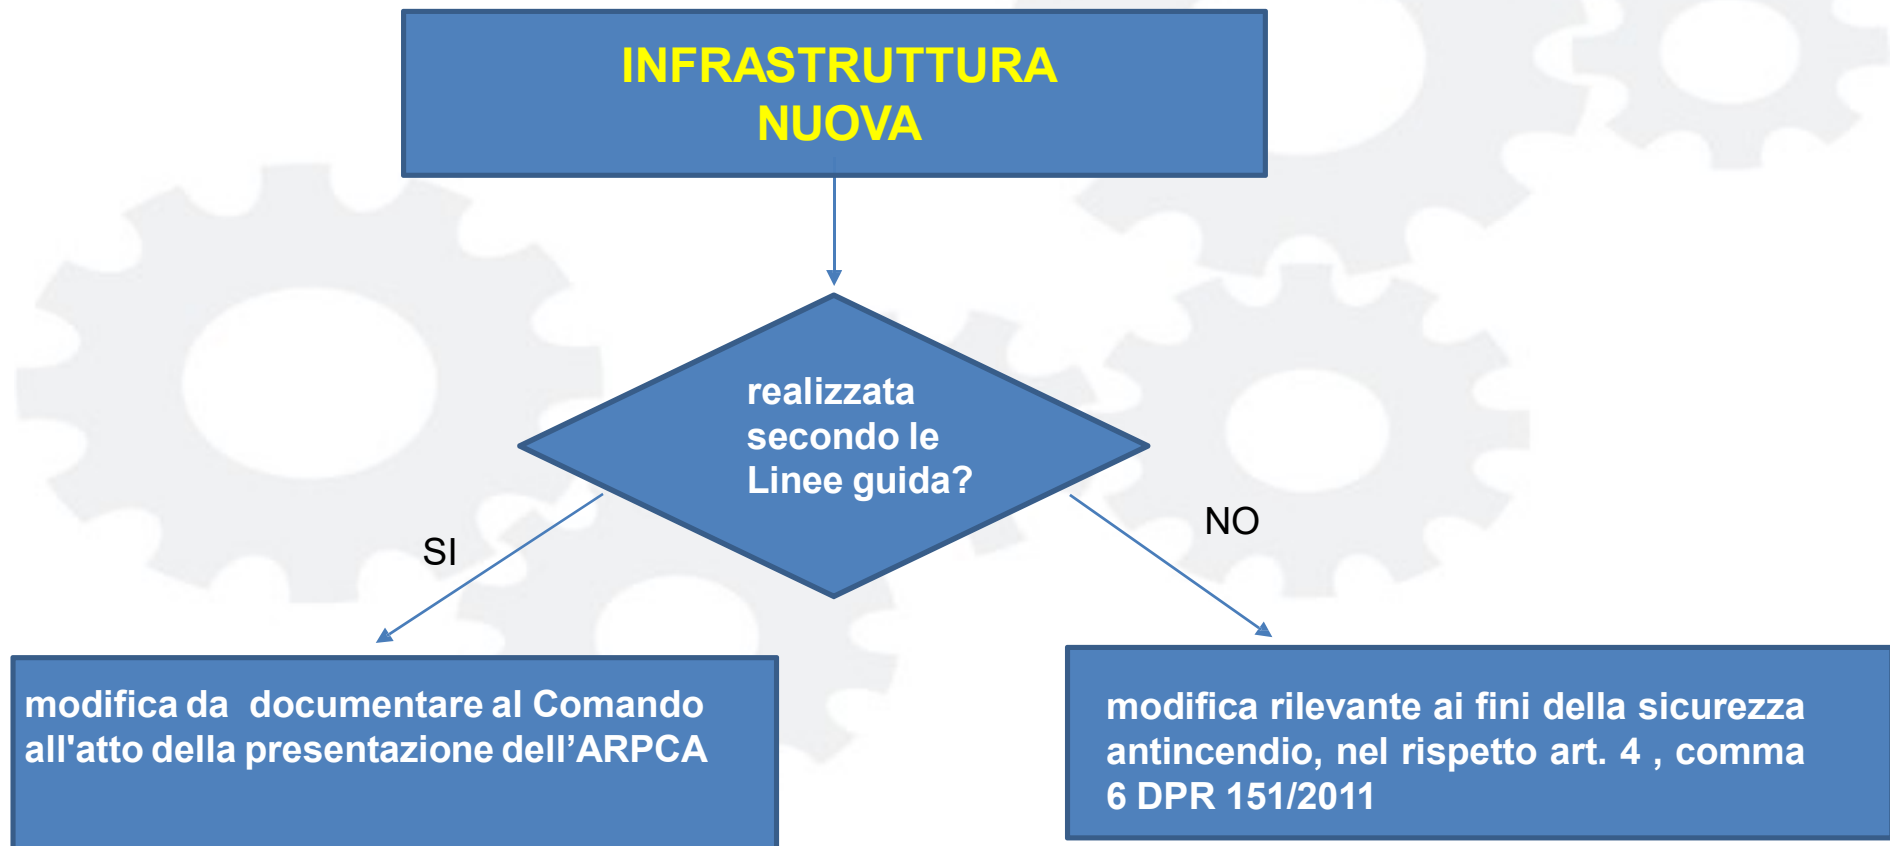 INFRASTRUTTURA
NUOVA
realizzata
secondo le
Linee guida?
SI
NO
modifica da  documentare al Comando
all'atto della presentazione dell’ARPCA
modifica rilevante ai fini della sicurezza
antincendio, nel rispetto art. 4 , comma
6 DPR 151/2011